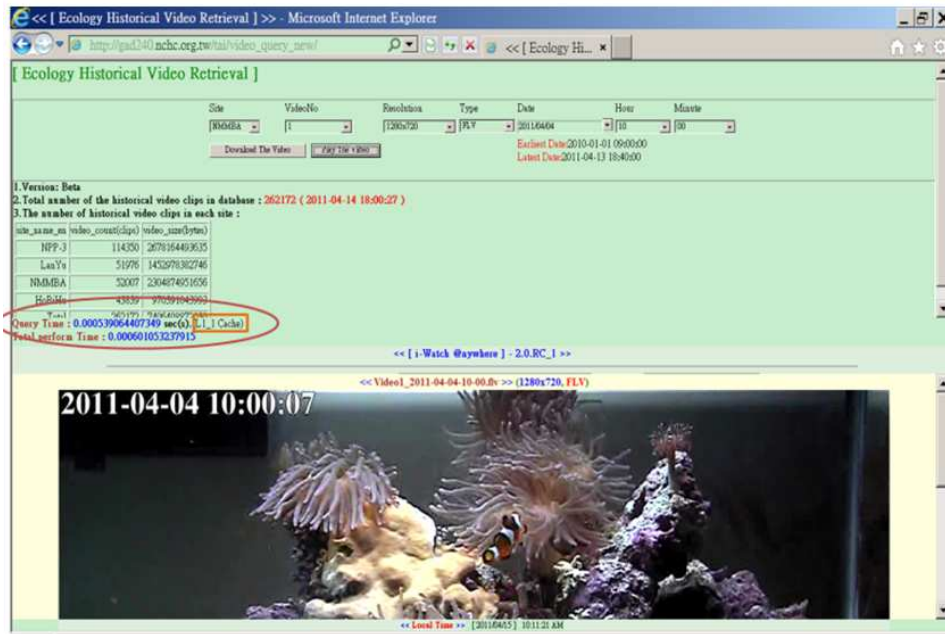 << [ Ecology Historical Video Retrieval ] >> - Microsoft Internet Explorer
http://gad240.nchc.org.tw/tai/video_query_new/
<< [ Ecology Hi... ×
[ Ecology Historical Video Retrieval ]
Site VideoNo Resolution Type Date Hour Minute
NMMBA 1 1280x720 FLV 2011/04/04 10 00
Download The Video Play The Video
Earliest Date:2010-01-01 09:00:00
Latest Date:2011-04-13 18:40:00
1.Version: Beta
2.Total number of the historical video clips in database : 262172 ( 2011-04-14 18:00:27 )
3.The number of historical video clips in each site :
site_name_en video_count(clips) video_size(bytes)
NPP-3 114350 2678164493635
LanYu 51976 1452978382746
NMMBA 52007 2304874951656
HoBiHu 43839
Total 262172
Query Time : 0.000539064407349 sec(s). (L1_1 Cache)
Total perform Time : 0.000601053237915
<< [ i-Watch @nywhere ] - 2.0.RC_1 >>
<< Video1_2011-04-04-10-00.flv >> (1280x720, FLV)
2011-04-04 10:00:07
<< Local Time >> [2011/04/15] 10:11:21 AM